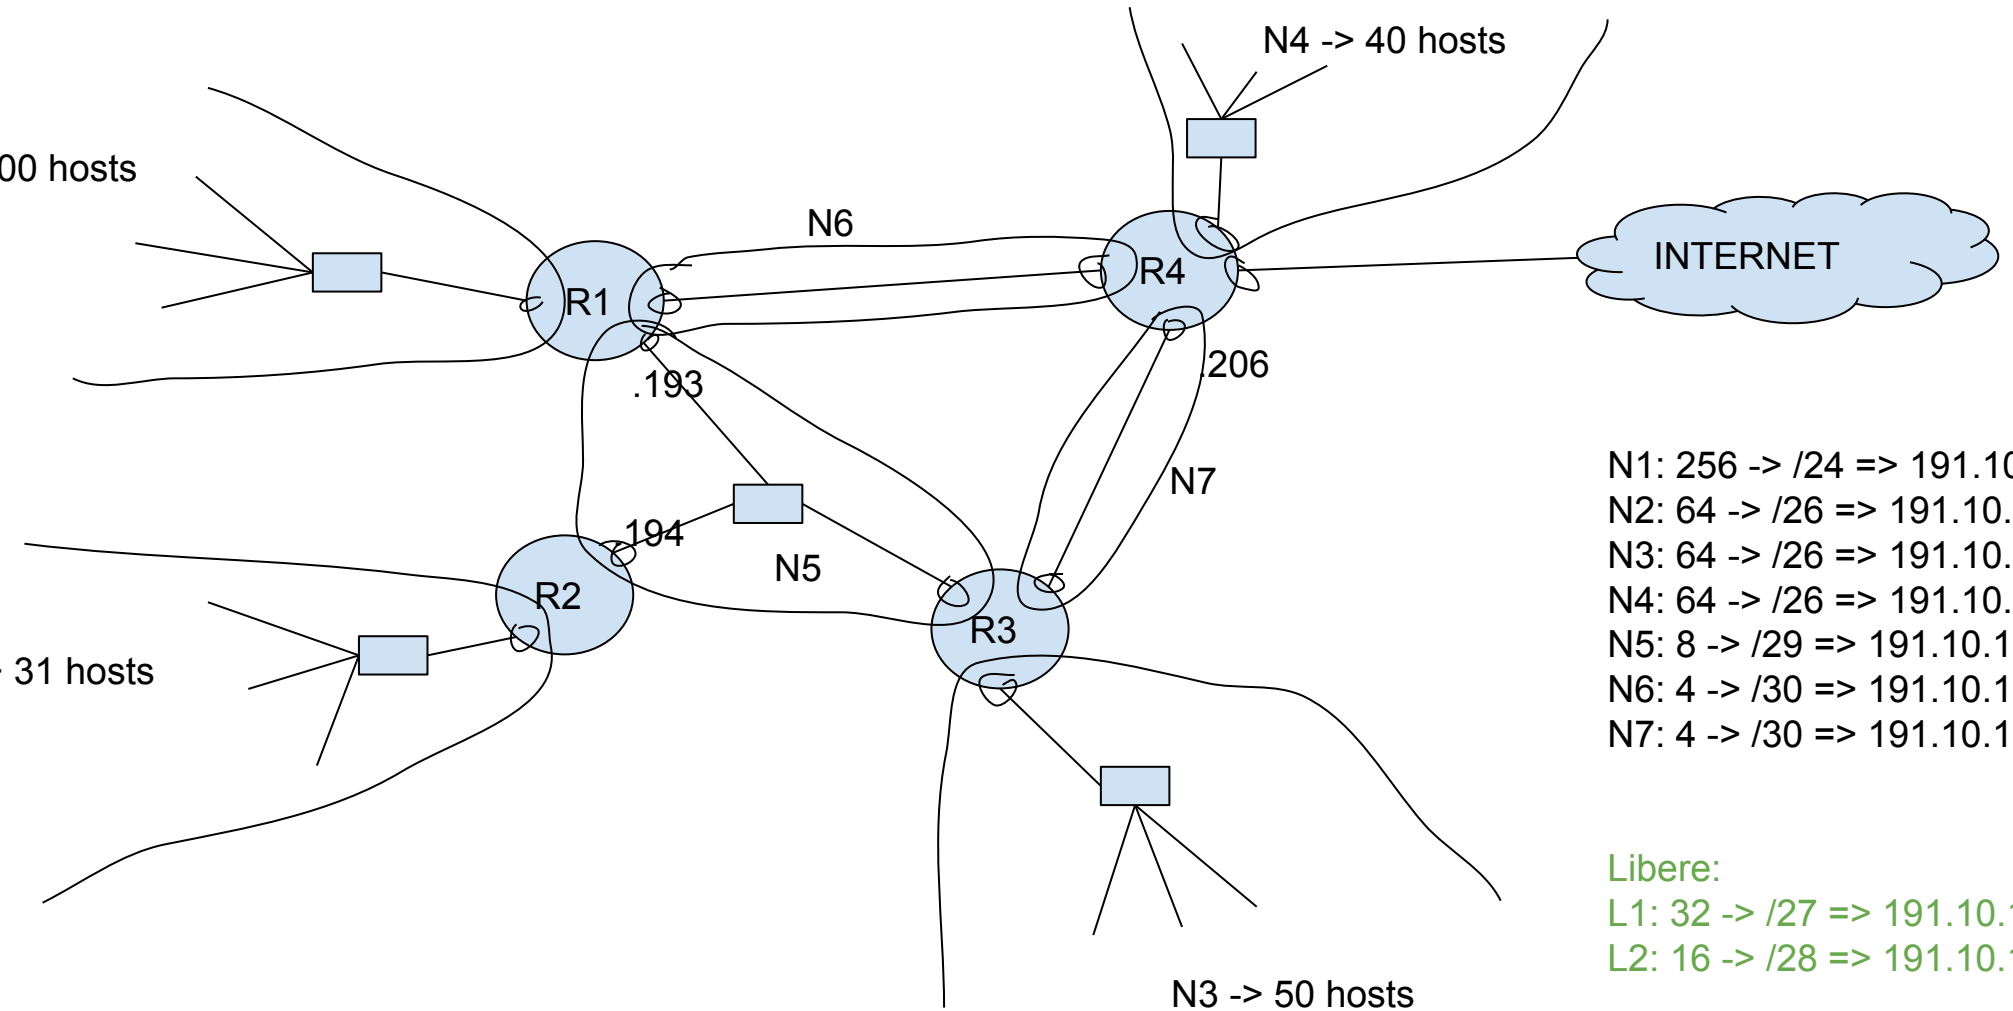 N4 -> 40 hosts
00 hosts
N6
R4
INTERNET
R1
.206
.193
N7
N1: 256 -> /24 => 191.10
N2: 64 -> /26 => 191.10.
.194
N5
N3: 64 -> /26 => 191.10.
R2
N4: 64 -> /26 => 191.10.
R3
N5: 8 -> /29 => 191.10.1
31 hosts
N6: 4 -> /30 => 191.10.1
N7: 4 -> /30 => 191.10.1
Libere:
L1: 32 -> /27 => 191.10.1
L2: 16 -> /28 => 191.10.1
N3 -> 50 hosts